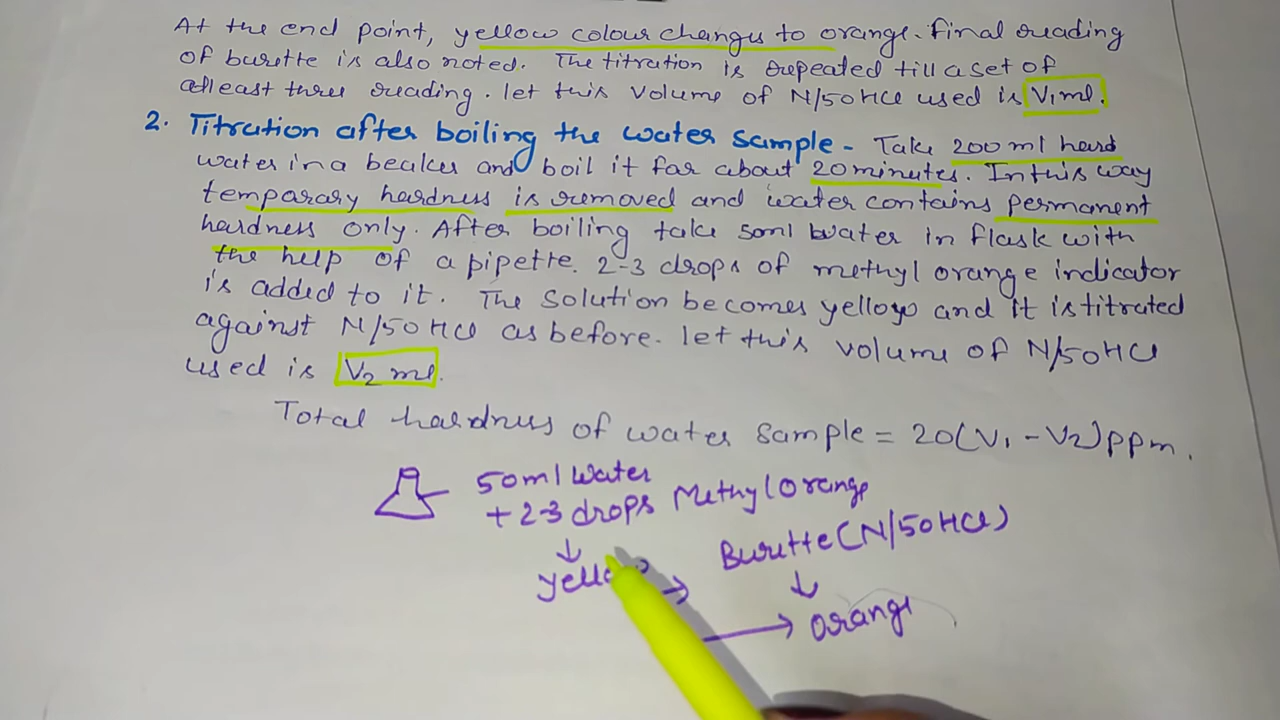 At the end point, yellow colour changes to orange. Final reading
of burette is also noted. The titration is repeated till a set of
atleast three reading. let this volume of N/50 HCl used is V1 ml.
2. Titration after boiling the water sample - Take 200 ml hard
water in a beaker and boil it for about 20 minutes. In this way
temparary hardness is removed and water contains permanent
hardness only. After boiling take 50ml water in flask with
the help of a pipette. 2-3 drops of methyl orange indicator
is added to it. The solution becomes yellow and it is titrated
against N/50 HCl as before. let this volume of N/50 HCl
used is V2 ml.
Total hardness of water sample = 20(V1 - V2) ppm.
50ml water
+ 2-3 drops Methyl Orange
Burette (N/50 HCl)
↓
↓
→
→